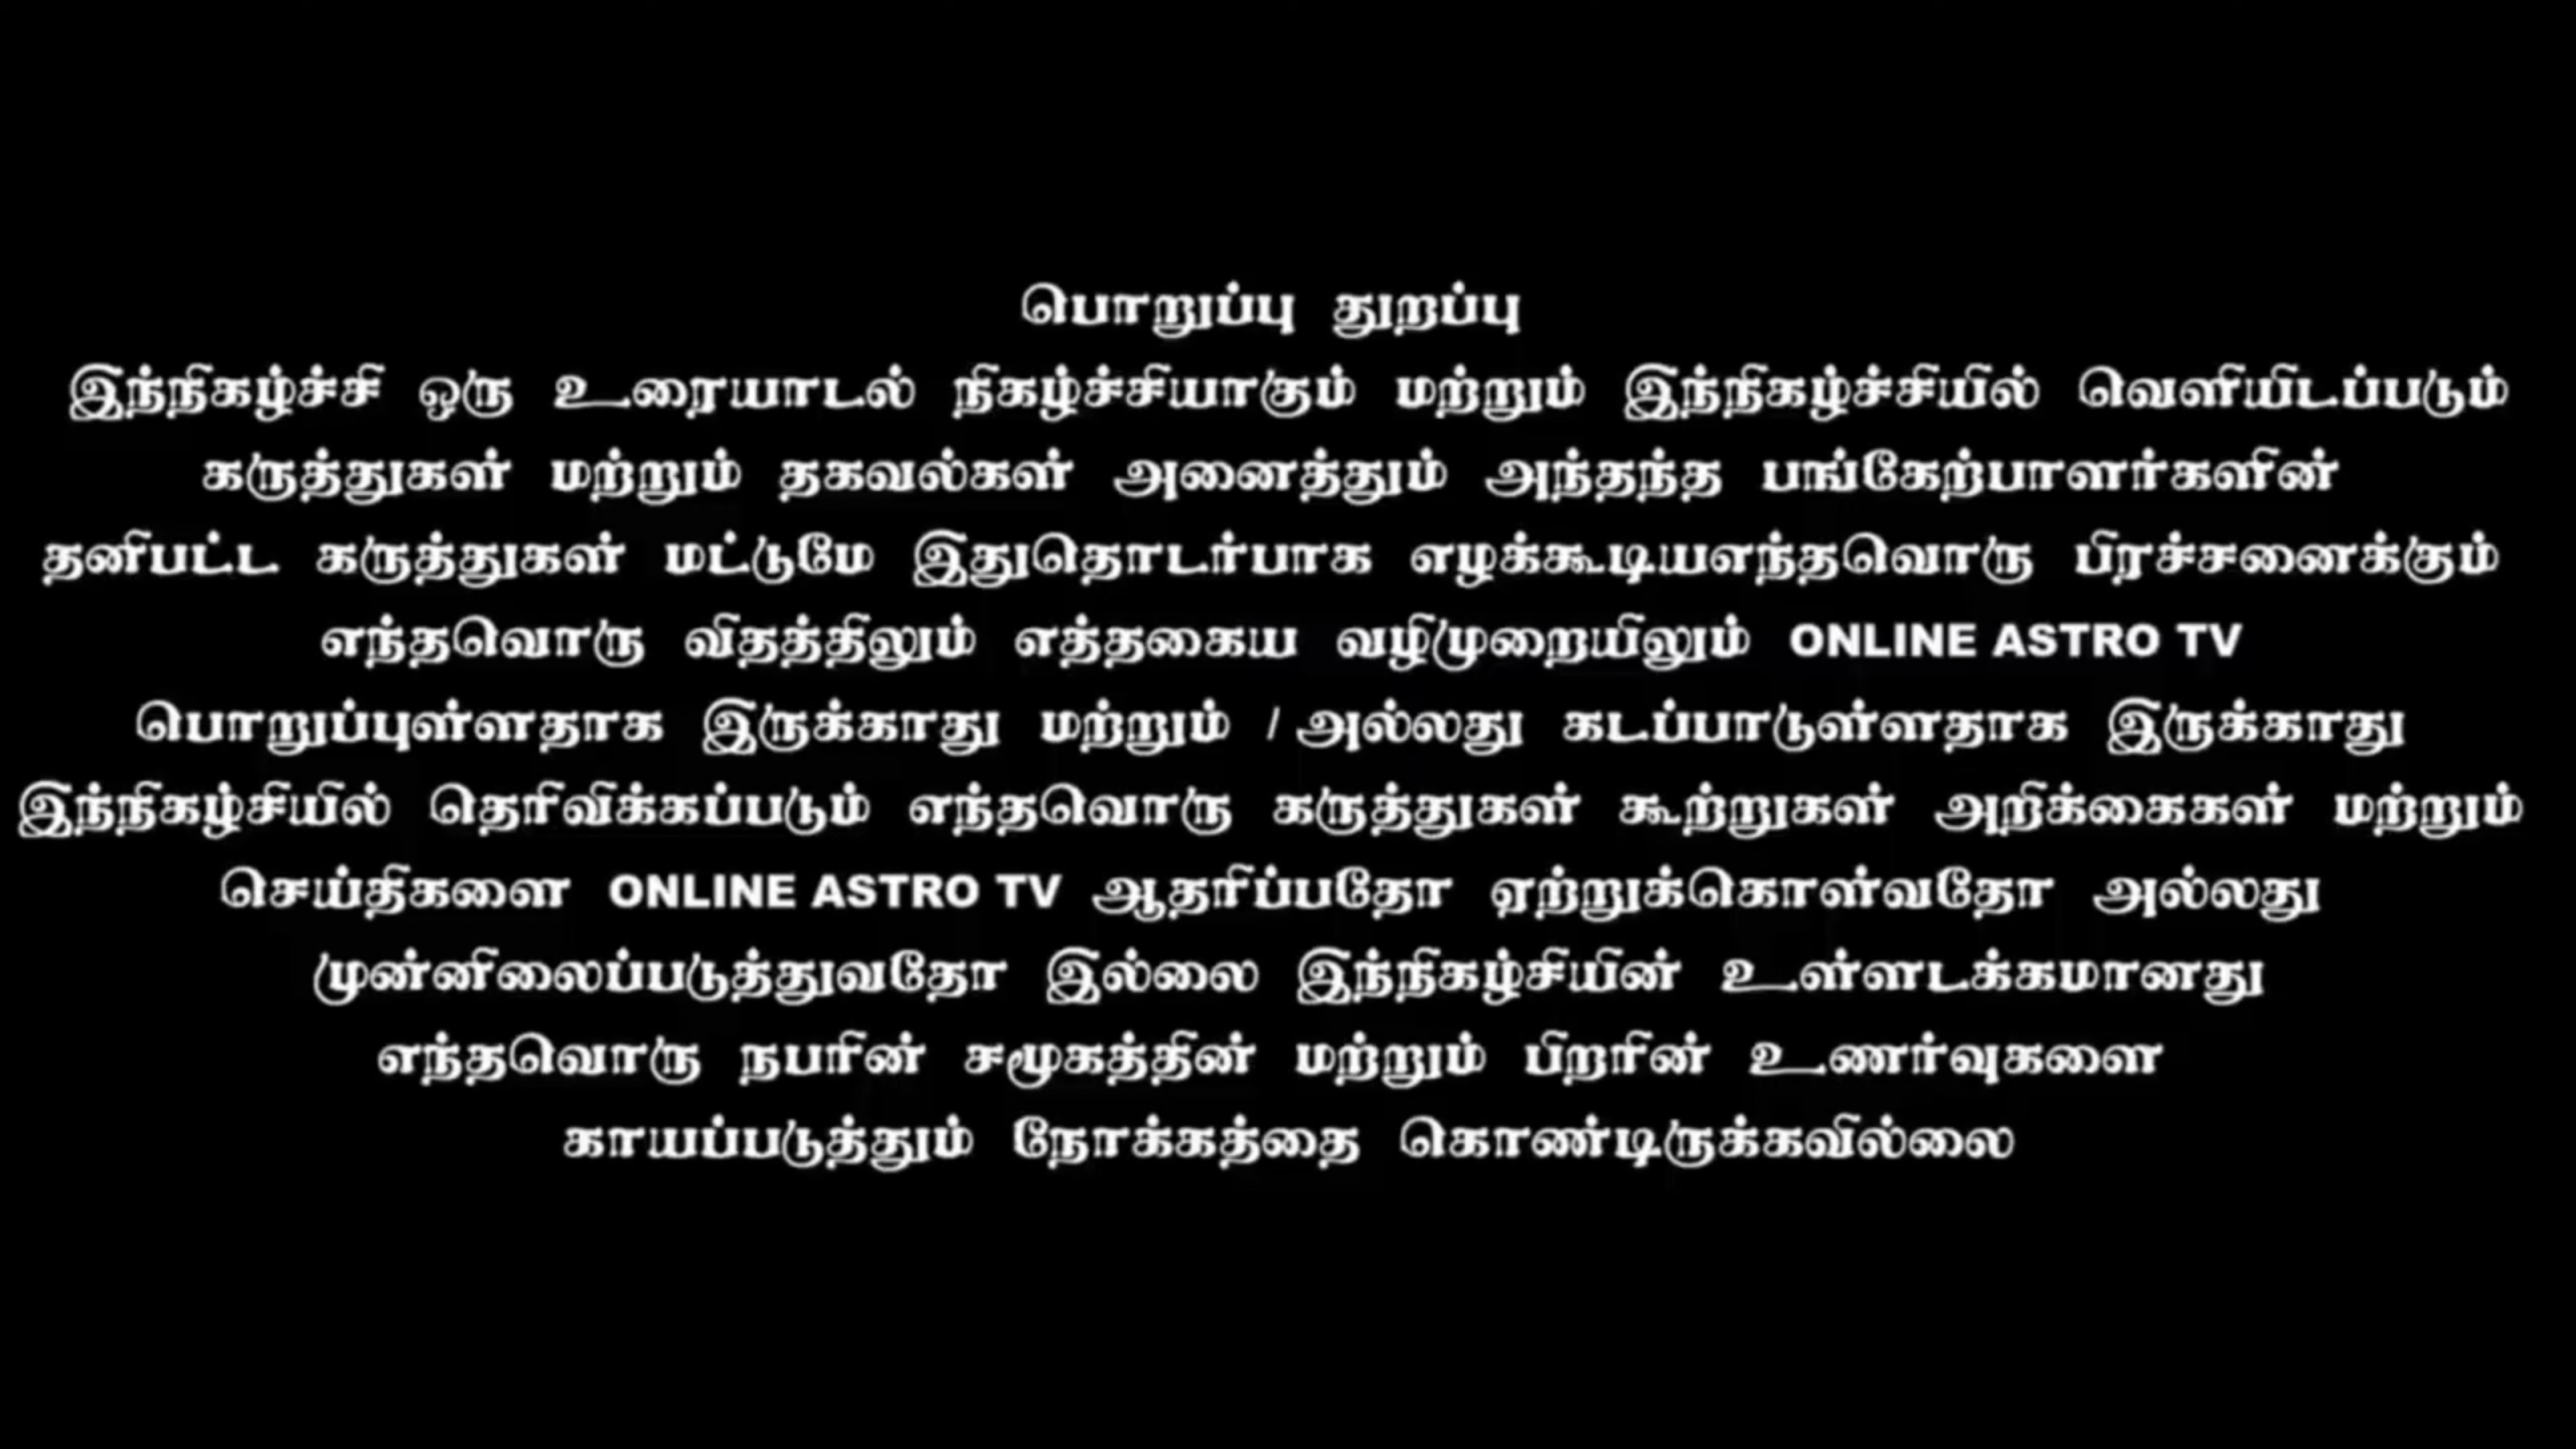 பொறுப்பு துறப்பு
இந்நிகழ்ச்சி ஒரு உரையாடல் நிகழ்ச்சியாகும் மற்றும் இந்நிகழ்ச்சியில் வெளியிடப்படும்
கருத்துகள் மற்றும் தகவல்கள் அனைத்தும் அந்தந்த பங்கேற்பாளர்களின்
தனிபட்ட கருத்துகள் மட்டுமே இதுதொடர்பாக எழக்கூடியஎந்தவொரு பிரச்சனைக்கும்
எந்தவொரு விதத்திலும் எத்தகைய வழிமுறையிலும் ONLINE ASTRO TV
பொறுப்புள்ளதாக இருக்காது மற்றும் / அல்லது கடப்பாடுள்ளதாக இருக்காது
இந்நிகழ்சியில் தெரிவிக்கப்படும் எந்தவொரு கருத்துகள் கூற்றுகள் அறிக்கைகள் மற்றும்
செய்திகளை ONLINE ASTRO TV ஆதரிப்பதோ ஏற்றுக்கொள்வதோ அல்லது
முன்னிலைப்படுத்துவதோ இல்லை இந்நிகழ்சியின் உள்ளடக்கமானது
எந்தவொரு நபரின் சமூகத்தின் மற்றும் பிறரின் உணர்வுகளை
காயப்படுத்தும் நோக்கத்தை கொண்டிருக்கவில்லை